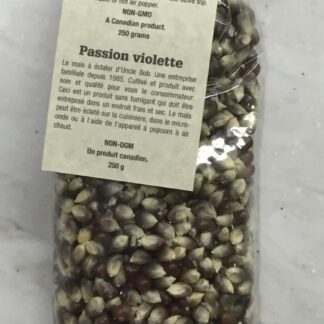 or hot air popper.
NON-GMO
A Canadian product.
250 grams
Passion violette
Le maïs à éclater d'Uncle Bob. Une entreprise
familiale depuis 1985. Cultivé et produit avec
soin et qualité pour vous le consommateur
Ceci est un produit sans fumigant qui doit être
entreposé dans un endroit frais et sec. Le maïs
peut être éclaté sur la cuisinière, dans le micro-
onde ou à l'aide de l'appareil à popcorn à air
chaud.
NON-OGM
Un produit canadien.
250 g